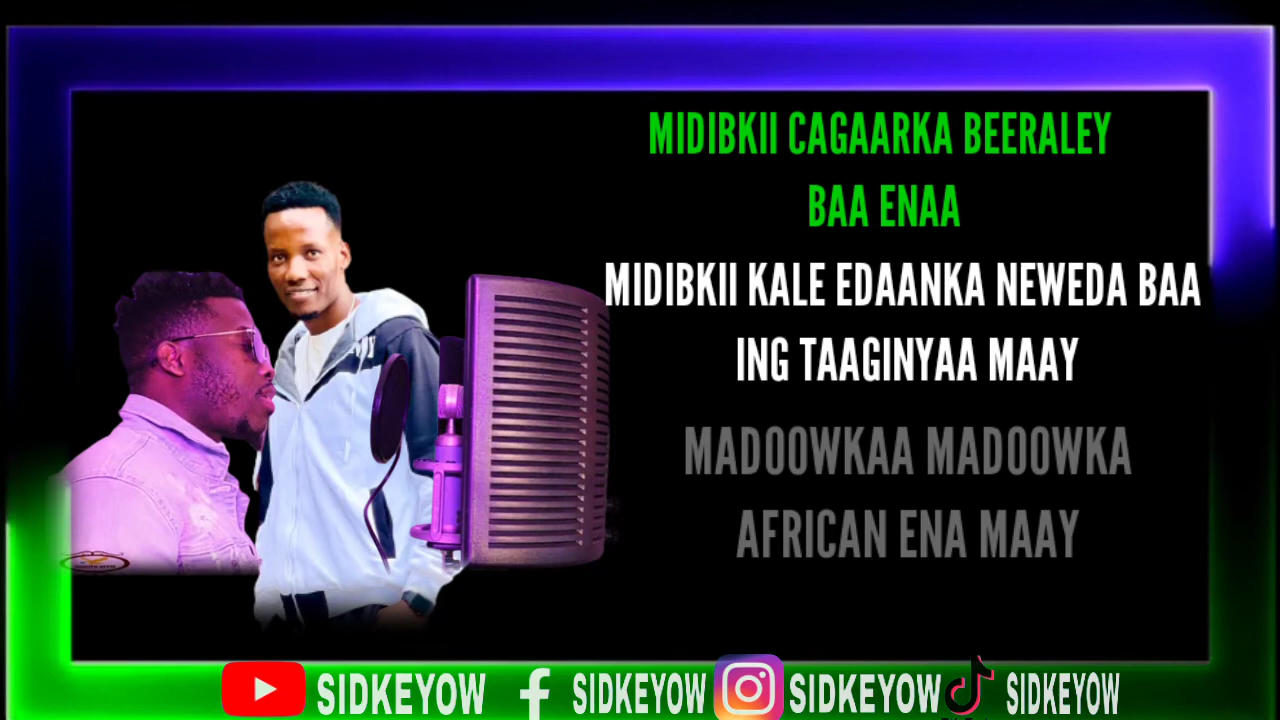 MIDIBKII CAGAARKA BEERALEY
BAA ENAA
MIDIBKII KALE EDAANKA NEWEDA BAA
ING TAAGINYAA MAAY
MADOOWKAA MADOOWKA
AFRICAN ENA MAAY
SIDKEYOW SIDKEYOW SIDKEYOW SIDKEYOW